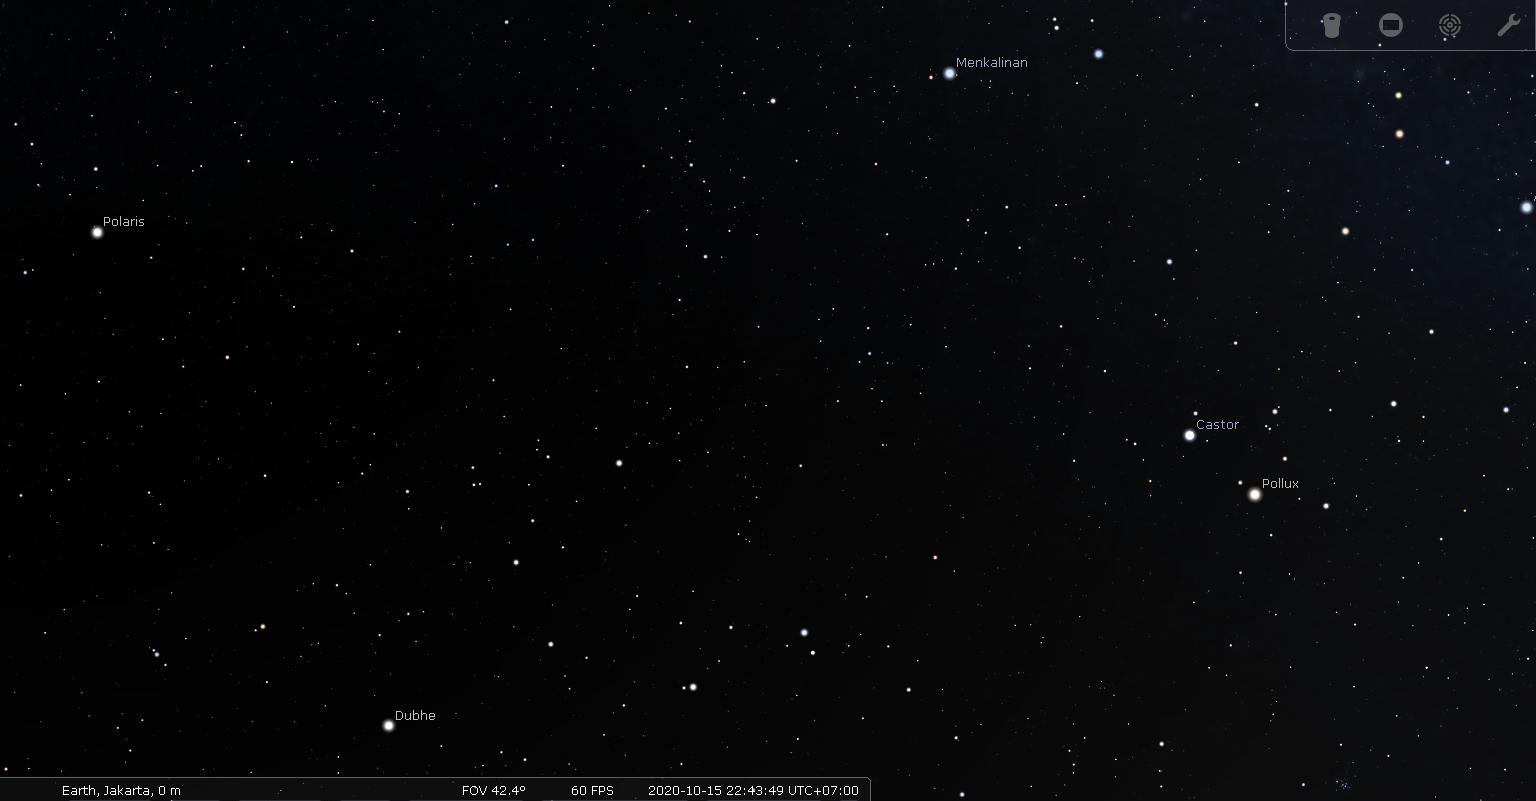 Menkalinan
Polaris
Castor
Pollux
Dubhe
Earth, Jakarta, 0 m FOV 42.4° 60 FPS 2020-10-15 22:43:49 UTC+07:00